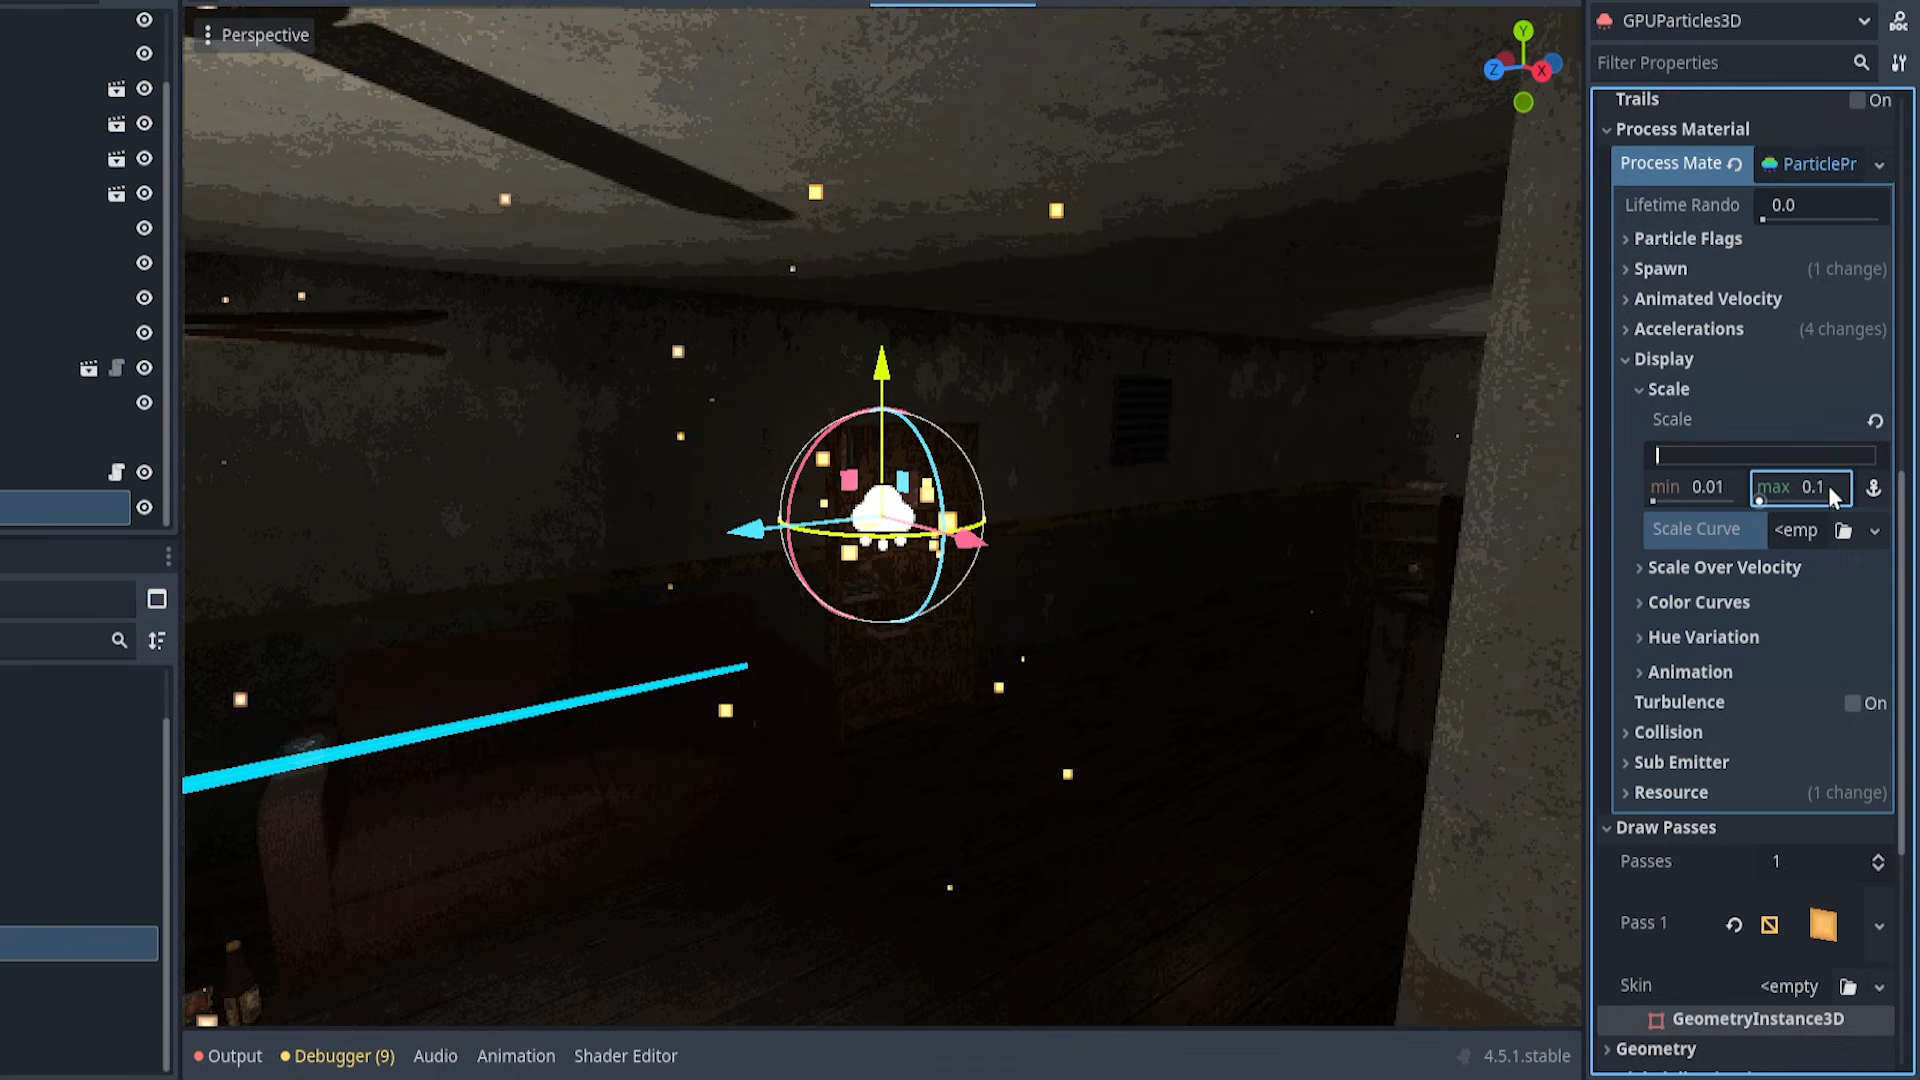 Perspective
Y
Z
X
GPUParticles3D
DOC
Filter Properties
Trails
On
Process Material
Process Mate
ParticlePr
Lifetime Rando
0.0
Particle Flags
Spawn
(1 change)
Animated Velocity
Accelerations
(4 changes)
Display
Scale
Scale
min 0.01
max 0.1
Scale Curve
<emp
Scale Over Velocity
Color Curves
Hue Variation
Animation
Turbulence
On
Collision
Sub Emitter
Resource
(1 change)
Draw Passes
Passes
1
Pass 1
Skin
<empty
GeometryInstance3D
Geometry
Output
Debugger (9)
Audio
Animation
Shader Editor
4.5.1.stable